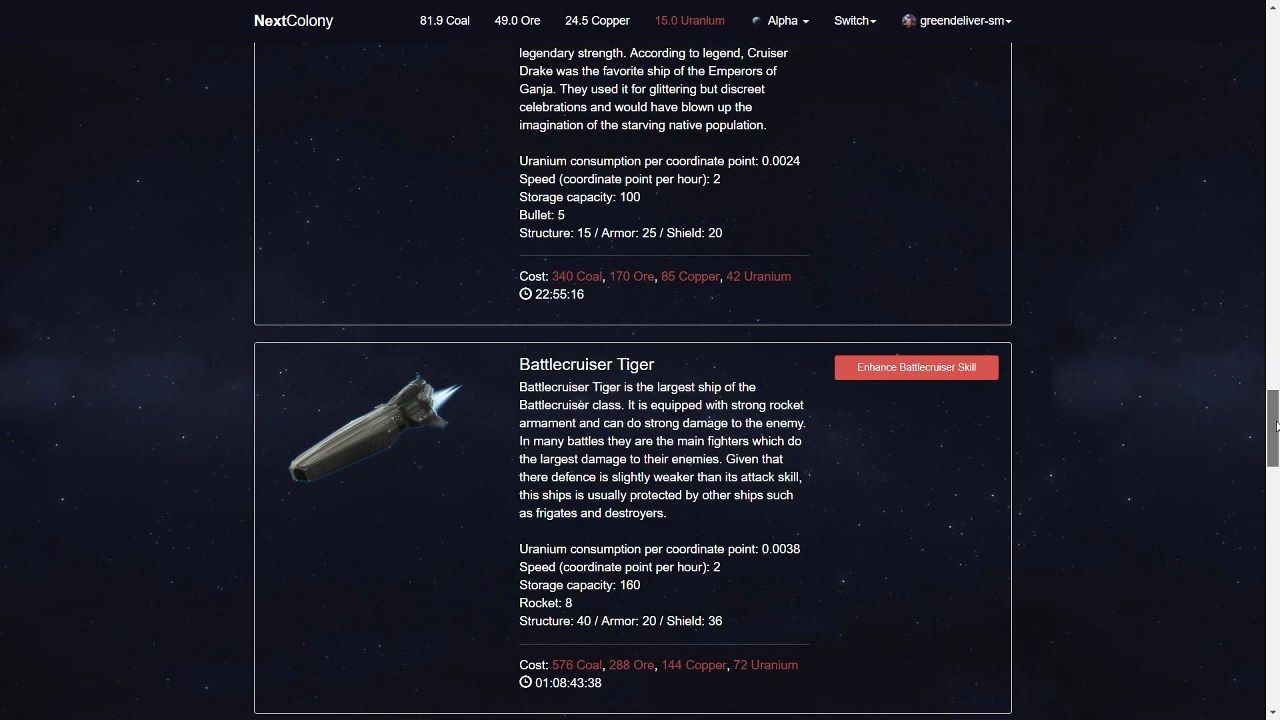 NextColony 81.9 Coal 49.0 Ore 24.5 Copper 15.0 Uranium Alpha Switch greendeliver-sm
legendary strength. According to legend, Cruiser
Drake was the favorite ship of the Emperors of
Ganja. They used it for glittering but discreet
celebrations and would have blown up the
imagination of the starving native population.
Uranium consumption per coordinate point: 0.0024
Speed (coordinate point per hour): 2
Storage capacity: 100
Bullet: 5
Structure: 15 / Armor: 25 / Shield: 20
Cost: 340 Coal, 170 Ore, 85 Copper, 42 Uranium
22:55:16
Battlecruiser Tiger
Enhance Battlecruiser Skill
Battlecruiser Tiger is the largest ship of the
Battlecruiser class. It is equipped with strong rocket
armament and can do strong damage to the enemy.
In many battles they are the main fighters which do
the largest damage to their enemies. Given that
there defence is slightly weaker than its attack skill,
this ships is usually protected by other ships such
as frigates and destroyers.
Uranium consumption per coordinate point: 0.0038
Speed (coordinate point per hour): 2
Storage capacity: 160
Rocket: 8
Structure: 40 / Armor: 20 / Shield: 36
Cost: 576 Coal, 288 Ore, 144 Copper, 72 Uranium
01:08:43:38